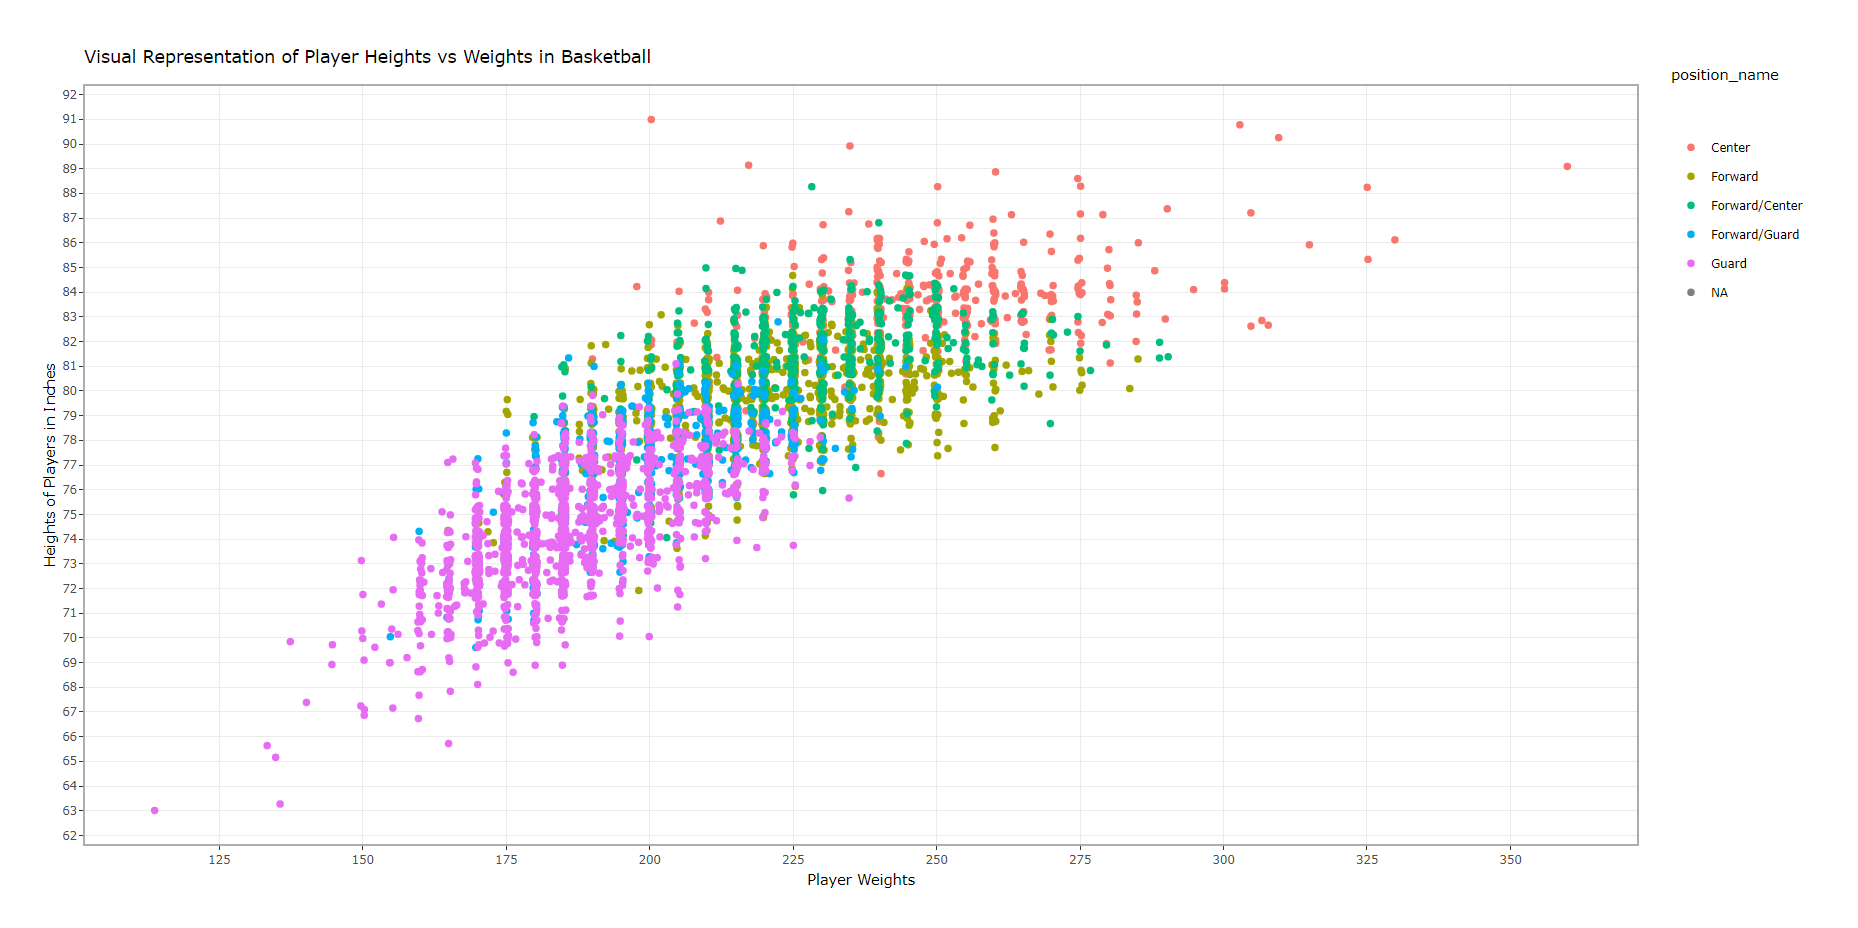 Visual Representation of Player Heights vs Weights in Basketball
position_name
Center
Forward
Forward/Center
Forward/Guard
Guard
NA
Heights of Players in Inches
92
91
90
89
88
87
86
85
84
83
82
81
80
79
78
77
76
75
74
73
72
71
70
69
68
67
66
65
64
63
62
125 150 175 200 225 250 275 300 325 350
Player Weights